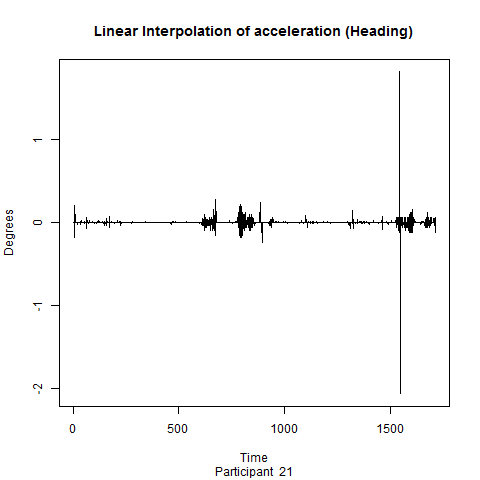 Linear Interpolation of acceleration (Heading)
Degrees
1
0
-1
-2
0 500 1000 1500
Time
Participant 21